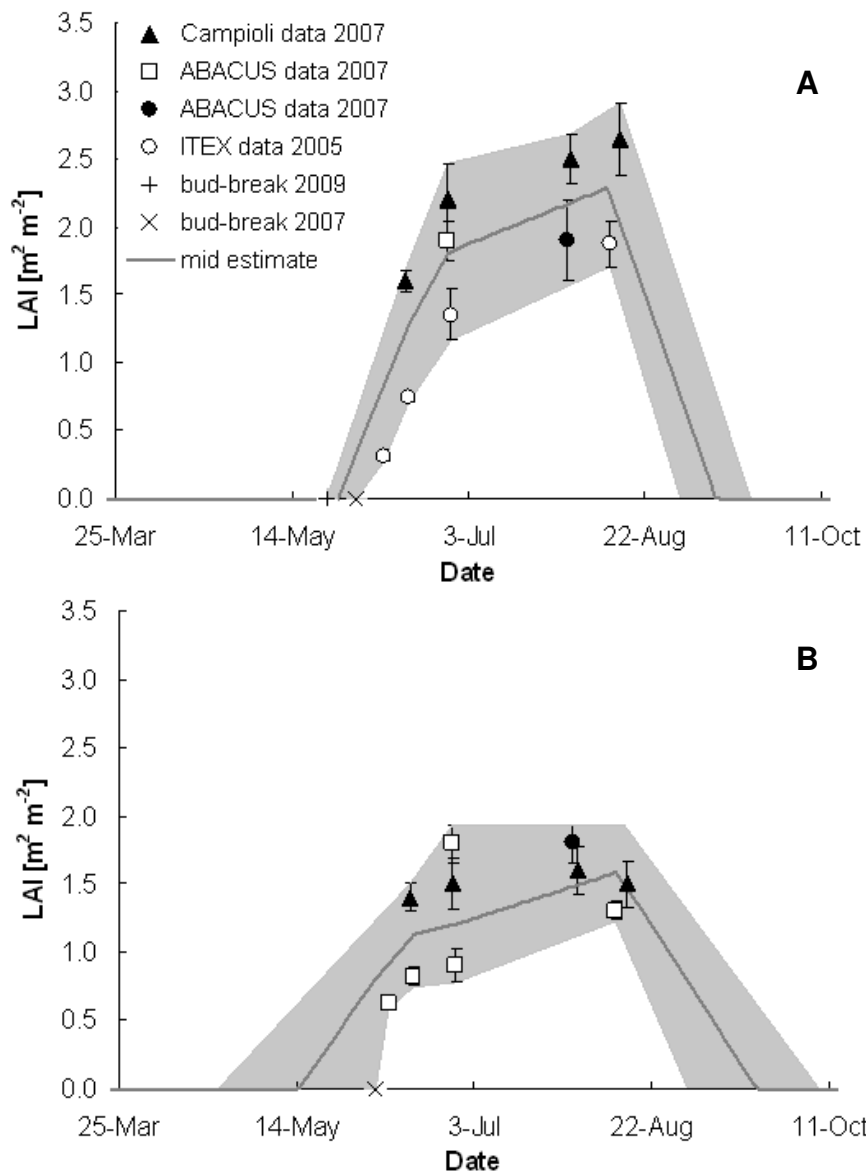 3.5
3.0
2.5
2.0
1.5
1.0
0.5
0.0
LAI [m² m⁻²]
Campioli data 2007
ABACUS data 2007
ABACUS data 2007
ITEX data 2005
bud-break 2009
bud-break 2007
mid estimate
A
25-Mar 14-May 3-Jul 22-Aug 11-Oct
Date
3.5
3.0
2.5
2.0
1.5
1.0
0.5
0.0
LAI [m² m⁻²]
B
25-Mar 14-May 3-Jul 22-Aug 11-Oct
Date